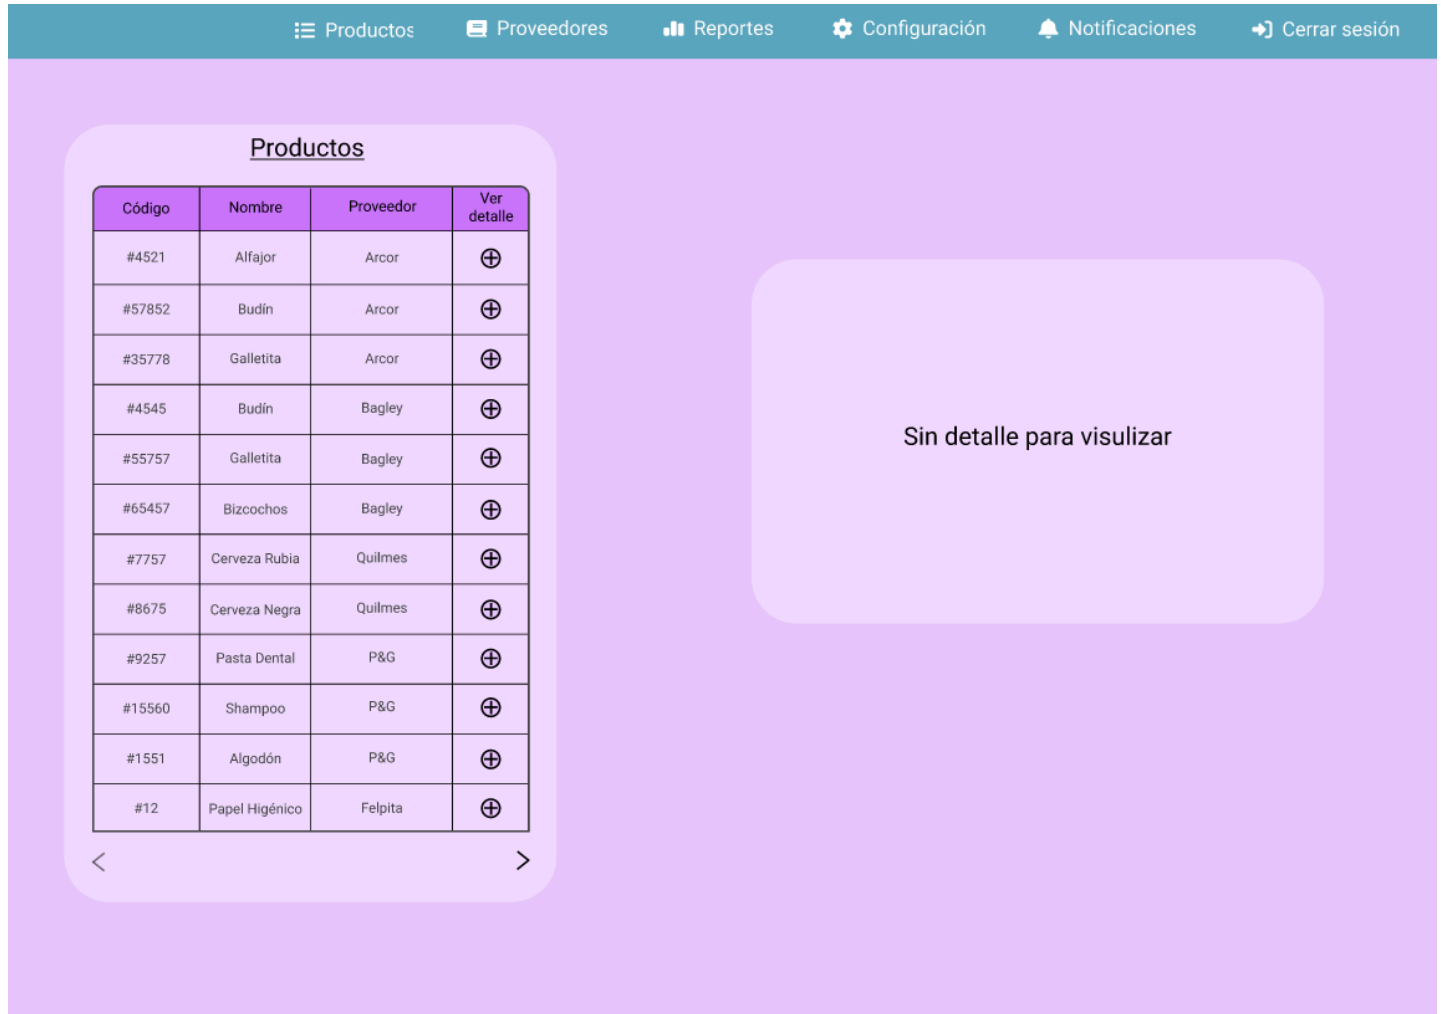 Productos Proveedores Reportes Configuración Notificaciones Cerrar sesión
Productos
Código Nombre Proveedor Ver detalle
#4521 Alfajor Arcor
#57852 Budín Arcor
#35778 Galletita Arcor
#4545 Budín Bagley
#55757 Galletita Bagley
#65457 Bizcochos Bagley
#7757 Cerveza Rubia Quilmes
#8675 Cerveza Negra Quilmes
#9257 Pasta Dental P&G
#15560 Shampoo P&G
#1551 Algodón P&G
#12 Papel Higénico Felpita
Sin detalle para visulizar